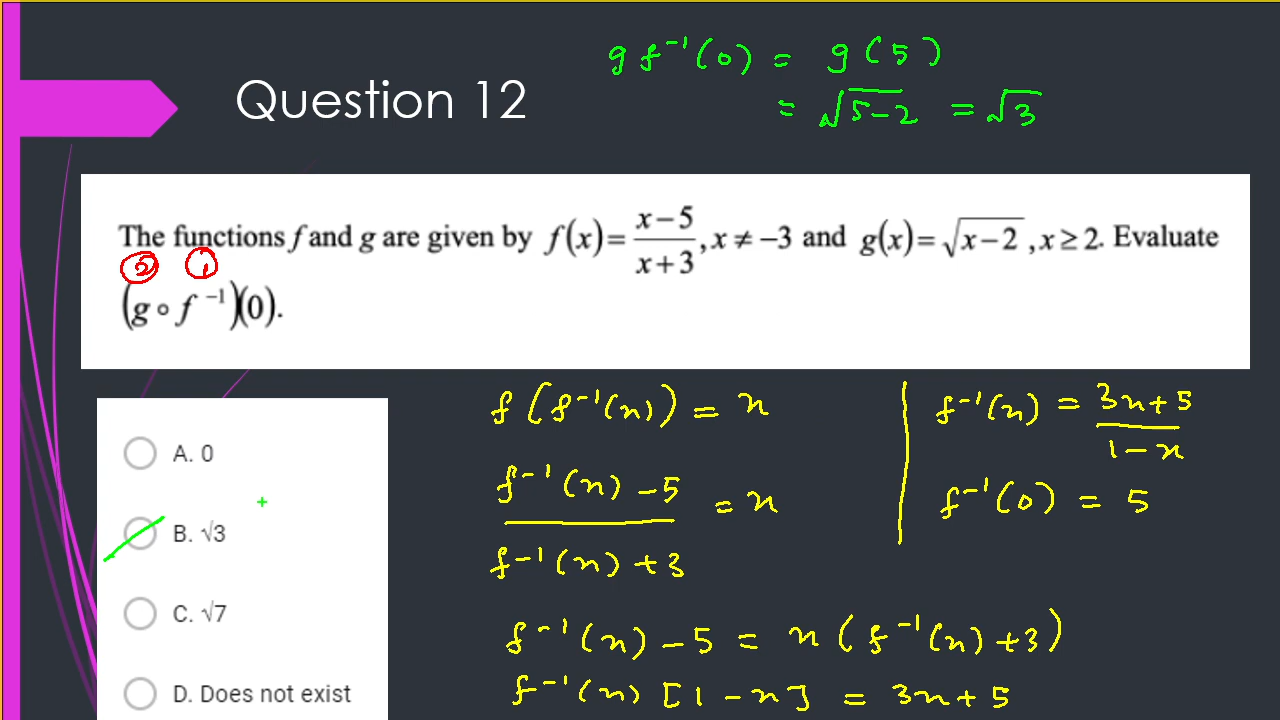 g f⁻¹(0) = g(5)
Question 12
= √5-2 = √3
The functions f and g are given by f(x)= x-5 / x+3 , x ≠ -3 and g(x)= √x-2 , x ≥ 2. Evaluate
② ①
(g∘f⁻¹)(0).
f(f⁻¹(x)) = x
f⁻¹(x) - 5 / f⁻¹(x) + 3 = x
f⁻¹(x) - 5 = x(f⁻¹(x) + 3)
f⁻¹(x) [1 - x] = 3x + 5
f⁻¹(x) = 3x + 5 / 1 - x
f⁻¹(0) = 5
A. 0
B. √3
C. √7
D. Does not exist